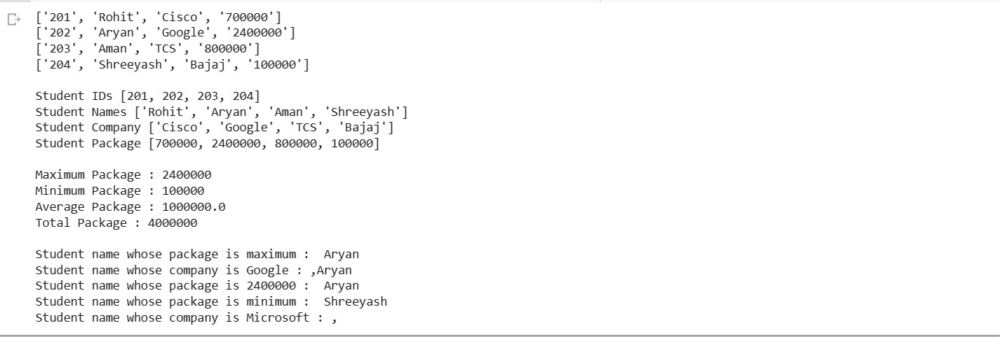 ['201', 'Rohit', 'Cisco', '700000']
['202', 'Aryan', 'Google', '2400000']
['203', 'Aman', 'TCS', '800000']
['204', 'Shreeyash', 'Bajaj', '100000']
Student IDs [201, 202, 203, 204]
Student Names ['Rohit', 'Aryan', 'Aman', 'Shreeyash']
Student Company ['Cisco', 'Google', 'TCS', 'Bajaj']
Student Package [700000, 2400000, 800000, 100000]
Maximum Package : 2400000
Minimum Package : 100000
Average Package : 1000000.0
Total Package : 4000000
Student name whose package is maximum :  Aryan
Student name whose company is Google : ,Aryan
Student name whose package is 2400000 :  Aryan
Student name whose package is minimum :  Shreeyash
Student name whose company is Microsoft : ,